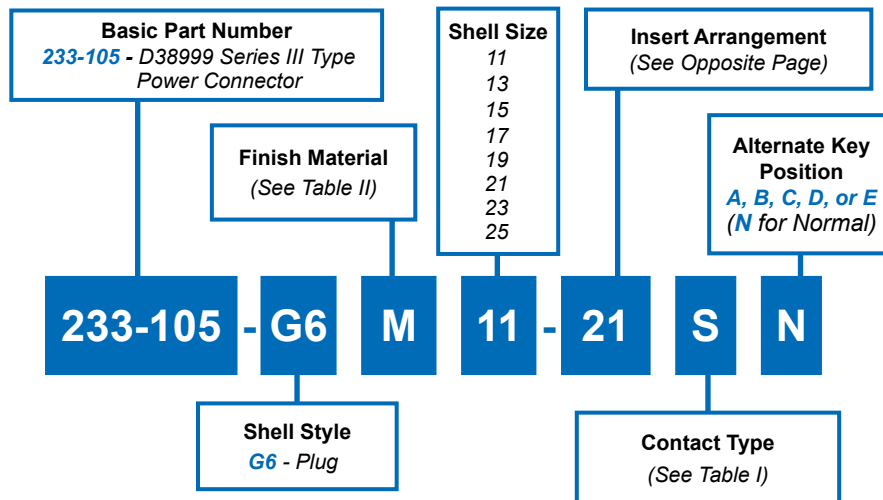 Basic Part Number
233-105 - D38999 Series III Type
Power Connector
Shell Size
11
13
15
17
19
21
23
25
Insert Arrangement
(See Opposite Page)
Finish Material
(See Table II)
Alternate Key
Position
A, B, C, D, or E
(N for Normal)
233-105 - G6 M 11 - 21 S N
Shell Style
G6 - Plug
Contact Type
(See Table I)